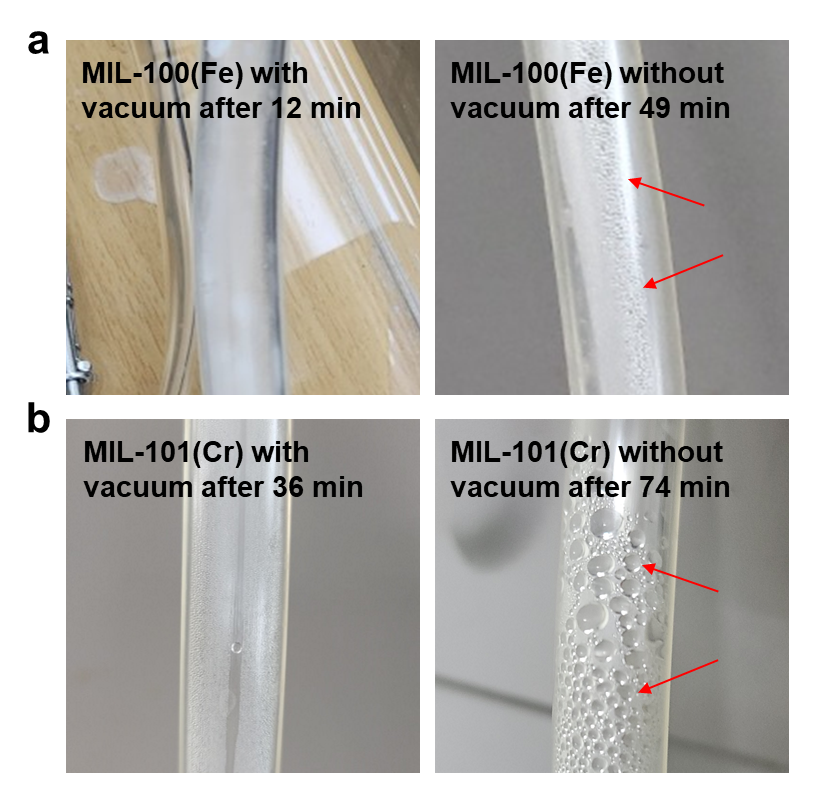 a
MIL-100(Fe) with
vacuum after 12 min
MIL-100(Fe) without
vacuum after 49 min
b
MIL-101(Cr) with
vacuum after 36 min
MIL-101(Cr) without
vacuum after 74 min